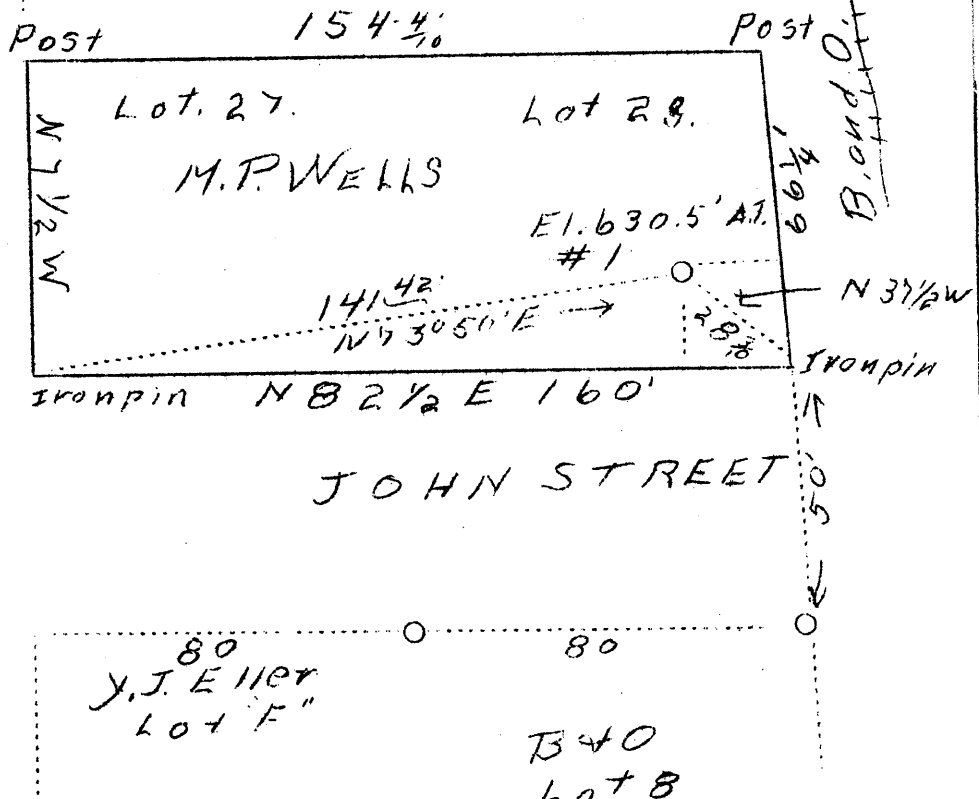 Post 154 4/10' Post
B. and O.
Lot. 27. Lot 28.
N 7 1/2 W
M.P. WELLS
66 1/4'
El. 630.5' A.T.
# 1
N 37 1/2 W
141 42'
N 73° 50' E
28 8/10
Ironpin N 82 1/2 E 160' Ironpin
JOHN STREET
50'
80 80
Y.J. Eller
Lot "F"
B & O
Lot 8